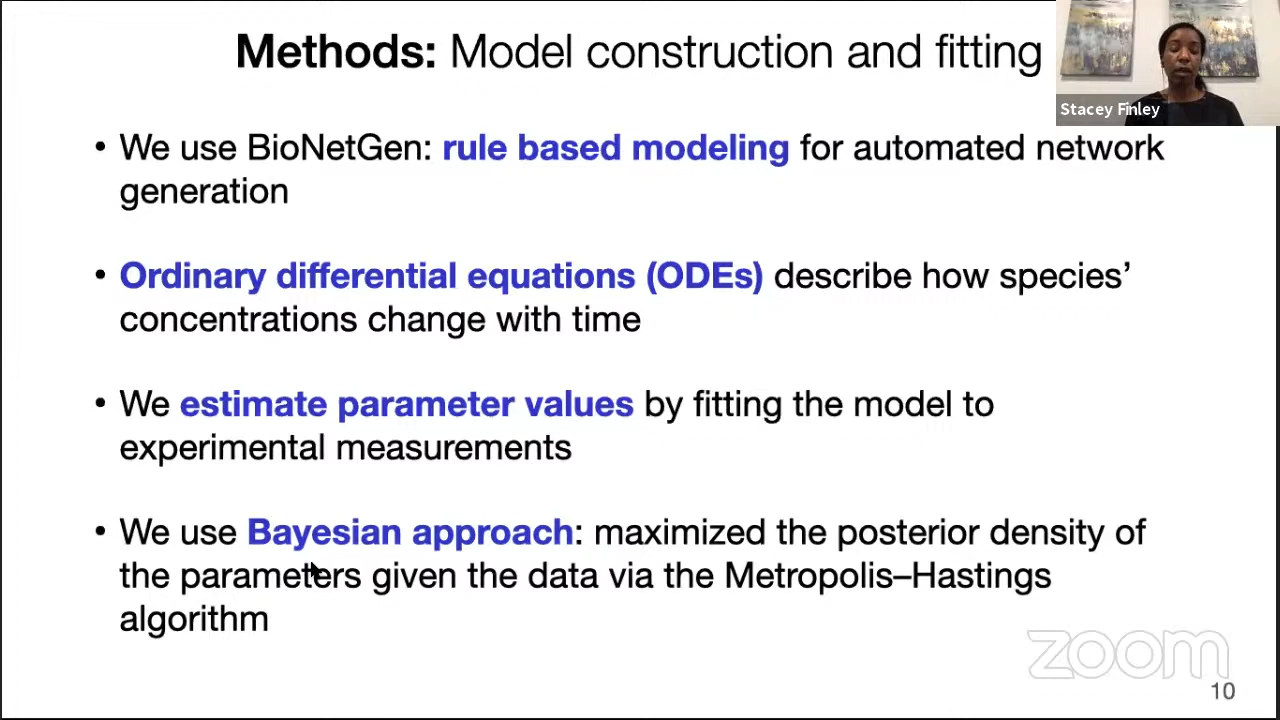 Methods: Model construction and fitting
Stacey Finley
• We use BioNetGen: rule based modeling for automated network
generation
• Ordinary differential equations (ODEs) describe how species’
concentrations change with time
• We estimate parameter values by fitting the model to
experimental measurements
• We use Bayesian approach: maximized the posterior density of
the parameters given the data via the Metropolis–Hastings
algorithm
zoom
10